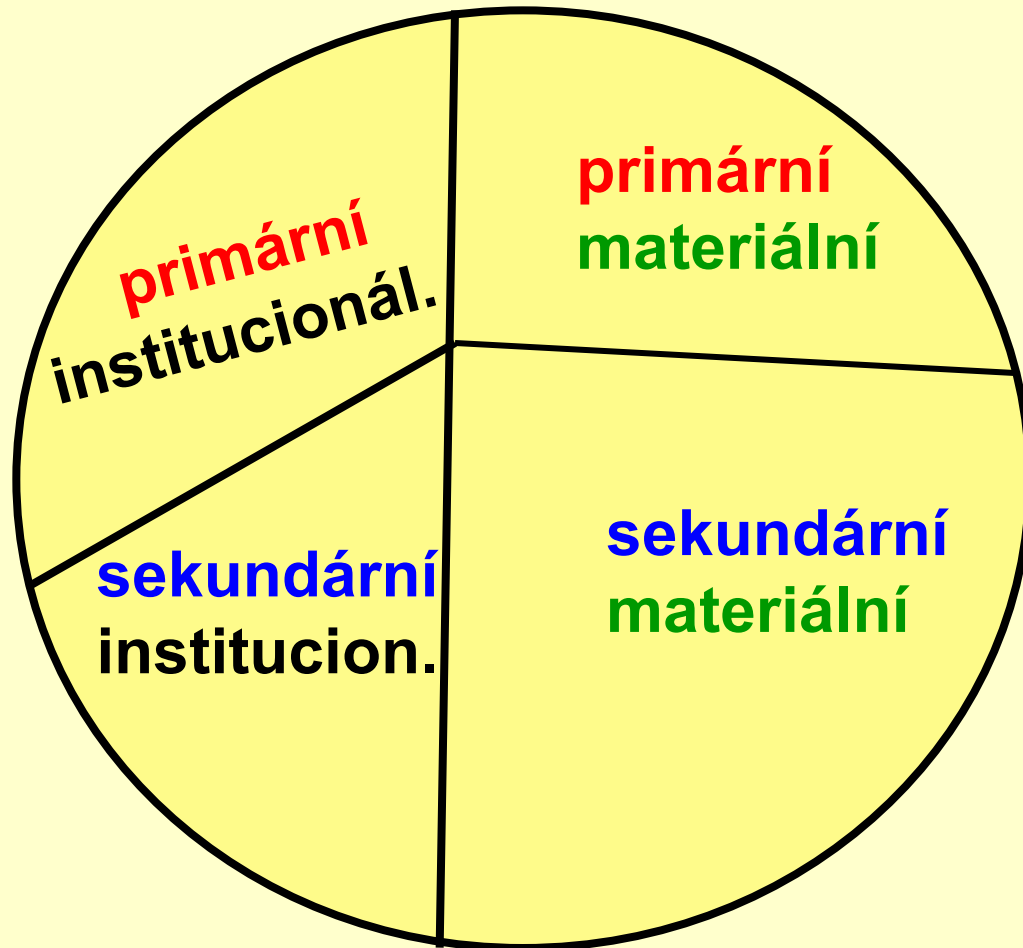 primární
institucionál.
primární
materiální
sekundární
institucion.
sekundární
materiální